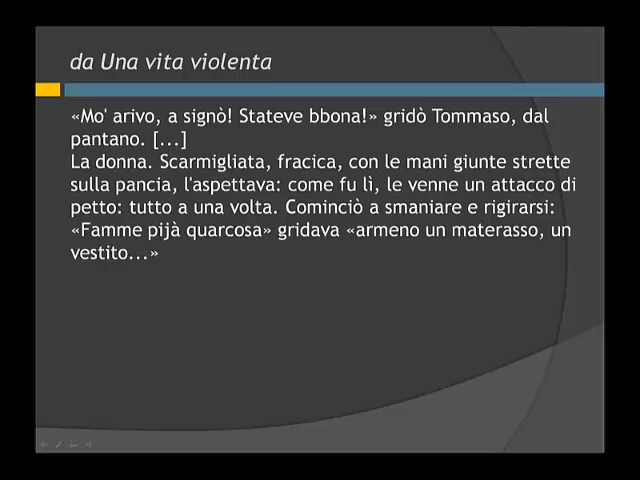 da Una vita violenta
«Mo' arivo, a signò! Stateve bbona!» gridò Tommaso, dal
pantano. [...]
La donna. Scarmigliata, fracica, con le mani giunte strette
sulla pancia, l'aspettava: come fu lì, le venne un attacco di
petto: tutto a una volta. Cominciò a smaniare e rigirarsi:
«Famme pijà quarcosa» gridava «armeno un materasso, un
vestito...»